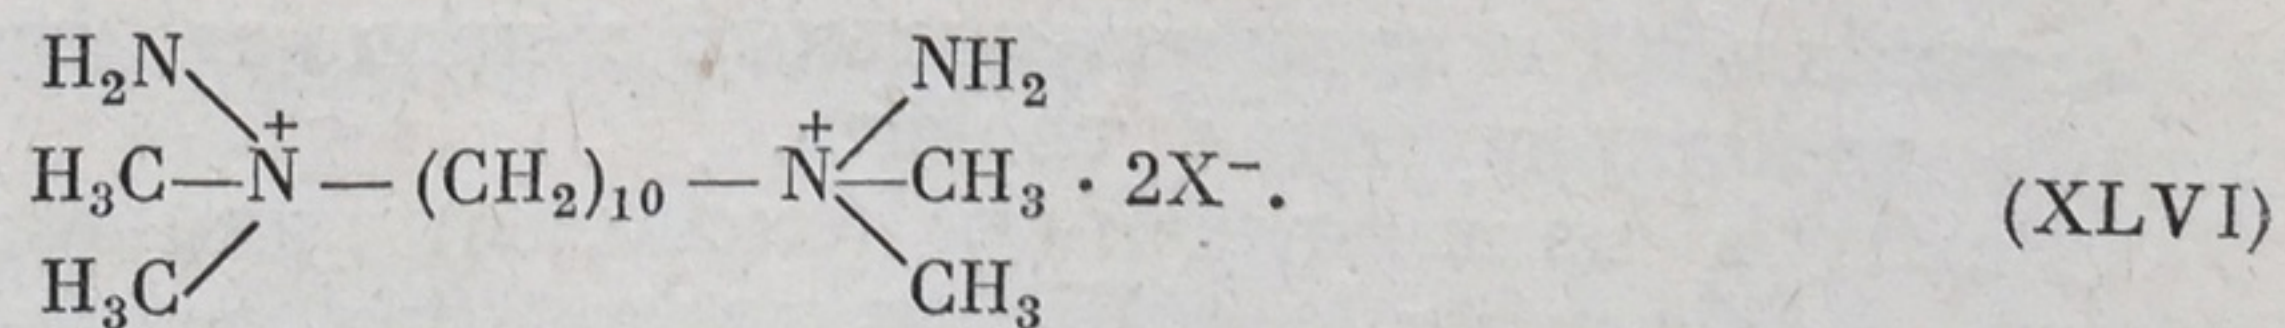 H₂N NH₂
H₃C—N⁺—(CH₂)₁₀—N⁺—CH₃ · 2X⁻. (XLVI)
H₃C CH₃